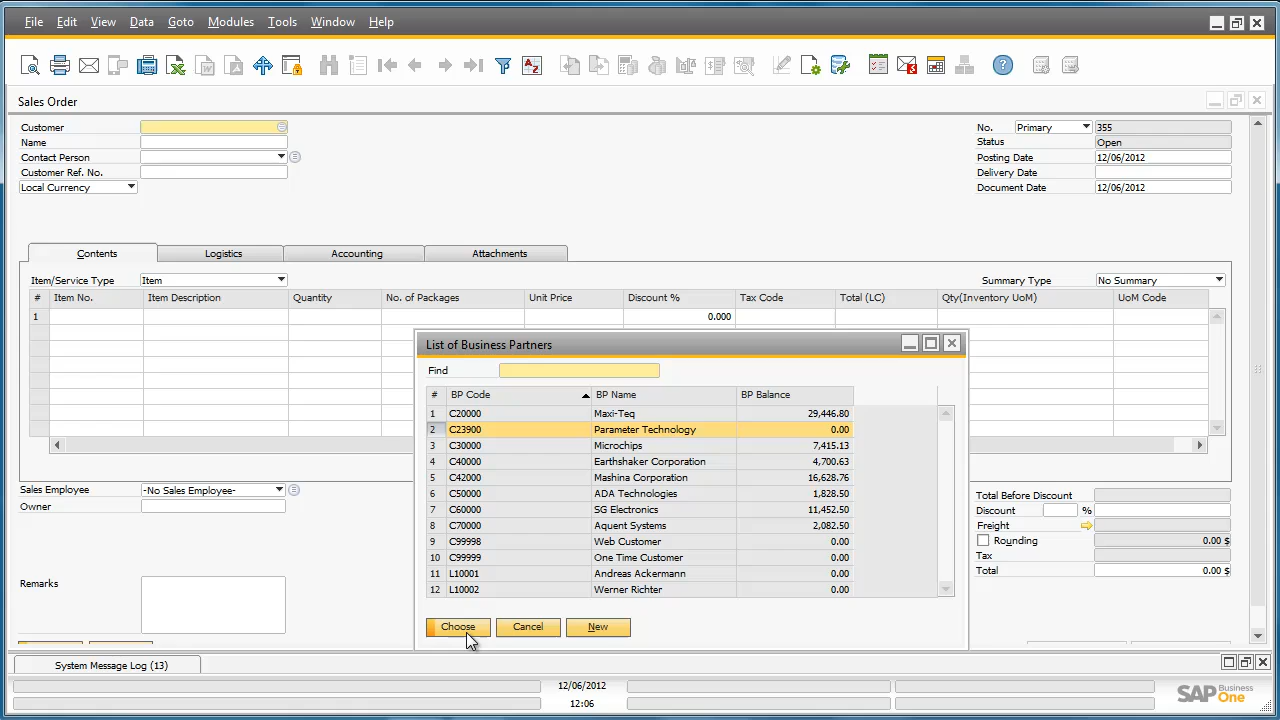 File Edit View Data Goto Modules Tools Window Help
Sales Order
Customer
Name
Contact Person
Customer Ref. No.
Local Currency
No. Primary 355
Status Open
Posting Date 12/06/2012
Delivery Date
Document Date 12/06/2012
Contents Logistics Accounting Attachments
Item/Service Type Item Summary Type No Summary
# Item No. Item Description Quantity No. of Packages Unit Price Discount % Tax Code Total (LC) Qty(Inventory UoM) UoM Code
1 0.000
List of Business Partners
Find
# BP Code BP Name BP Balance
1 C20000 Maxi-Teq 29,446.80
2 C23900 Parameter Technology 0.00
3 C30000 Microchips 7,415.13
4 C40000 Earthshaker Corporation 4,700.63
5 C42000 Mashina Corporation 16,628.76
6 C50000 ADA Technologies 1,828.50
7 C60000 SG Electronics 11,452.50
8 C70000 Aquent Systems 2,082.50
9 C99998 Web Customer 0.00
10 C99999 One Time Customer 0.00
11 L10001 Andreas Ackermann 0.00
12 L10002 Werner Richter 0.00
Choose Cancel New
Sales Employee -No Sales Employee-
Owner
Remarks
Total Before Discount
Discount %
Freight
Rounding 0.00 $
Tax
Total 0.00 $
System Message Log (13)
12/06/2012
12:06
SAP Business One